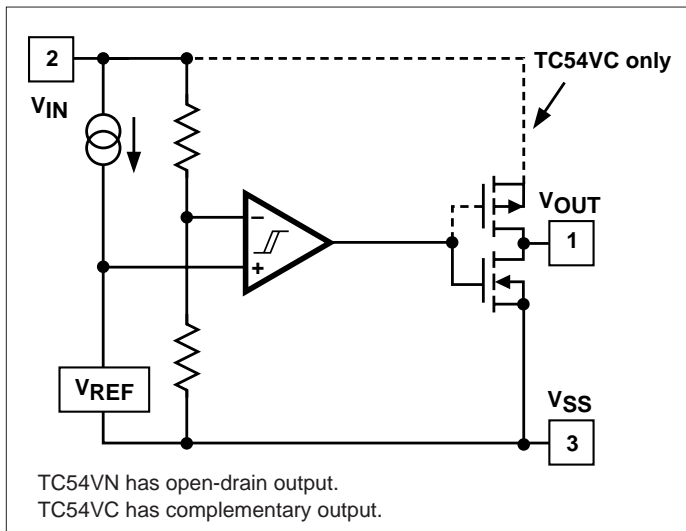 2
TC54VC only
VIN
VOUT
1
−
+
VREF
VSS
3
TC54VN has open-drain output.
TC54VC has complementary output.